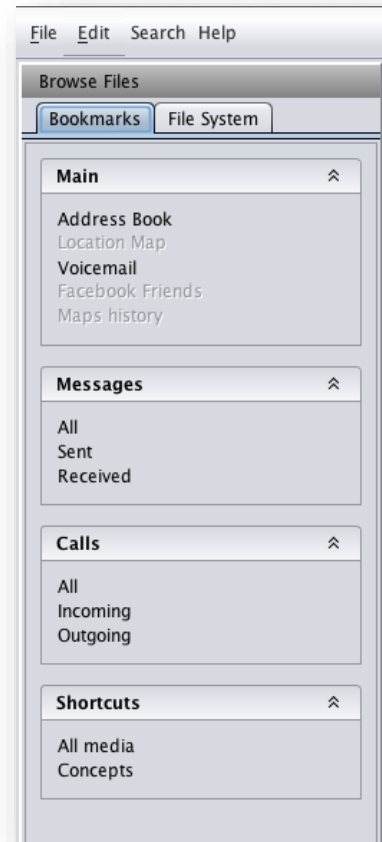 File Edit Search Help
Browse Files
Bookmarks File System
Main
Address Book
Location Map
Voicemail
Facebook Friends
Maps history
Messages
All
Sent
Received
Calls
All
Incoming
Outgoing
Shortcuts
All media
Concepts